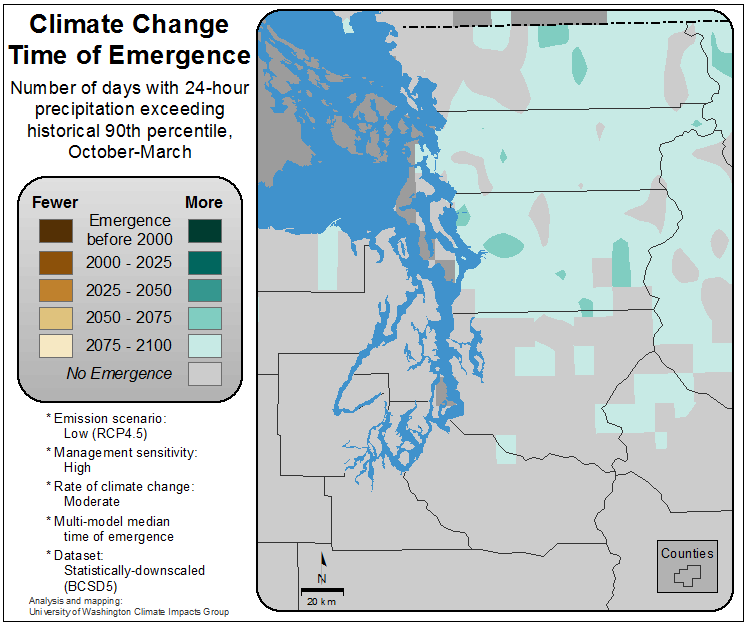 Climate Change
Time of Emergence
Number of days with 24-hour
precipitation exceeding
historical 90th percentile,
October-March
Fewer More
Emergence
before 2000
2000 - 2025
2025 - 2050
2050 - 2075
2075 - 2100
No Emergence
* Emission scenario:
Low (RCP4.5)
* Management sensitivity:
High
* Rate of climate change:
Moderate
* Multi-model median
time of emergence
* Dataset:
Statistically-downscaled
(BCSD5)
Analysis and mapping:
University of Washington Climate Impacts Group
N
20 km
Counties